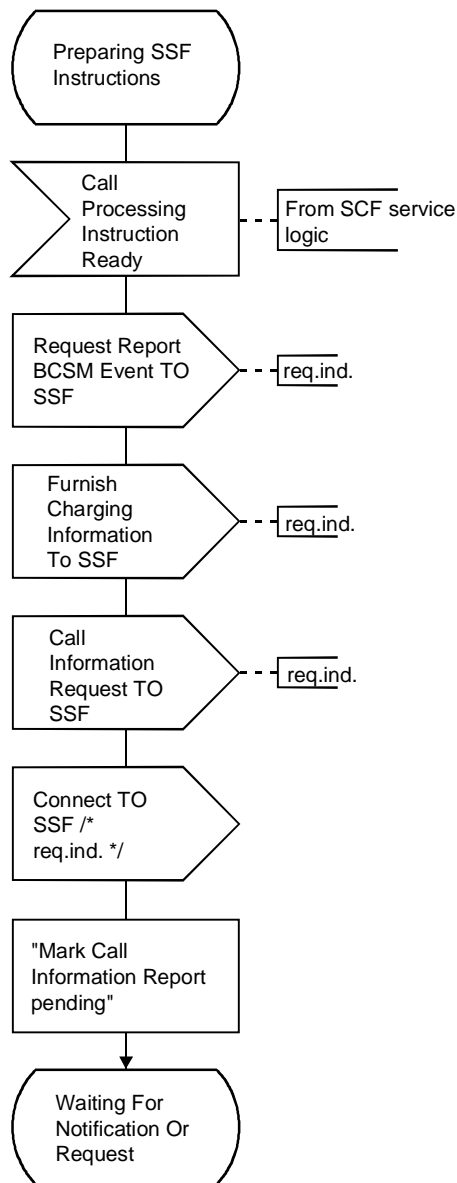 Preparing SSF
Instructions
Call
Processing
Instruction
Ready
From SCF service
logic
Request Report
BCSM Event TO
SSF
req.ind.
Furnish
Charging
Information
To SSF
req.ind.
Call
Information
Request TO
SSF
req.ind.
Connect TO
SSF /*
req.ind. */
"Mark Call
Information Report
pending"
Waiting For
Notification Or
Request